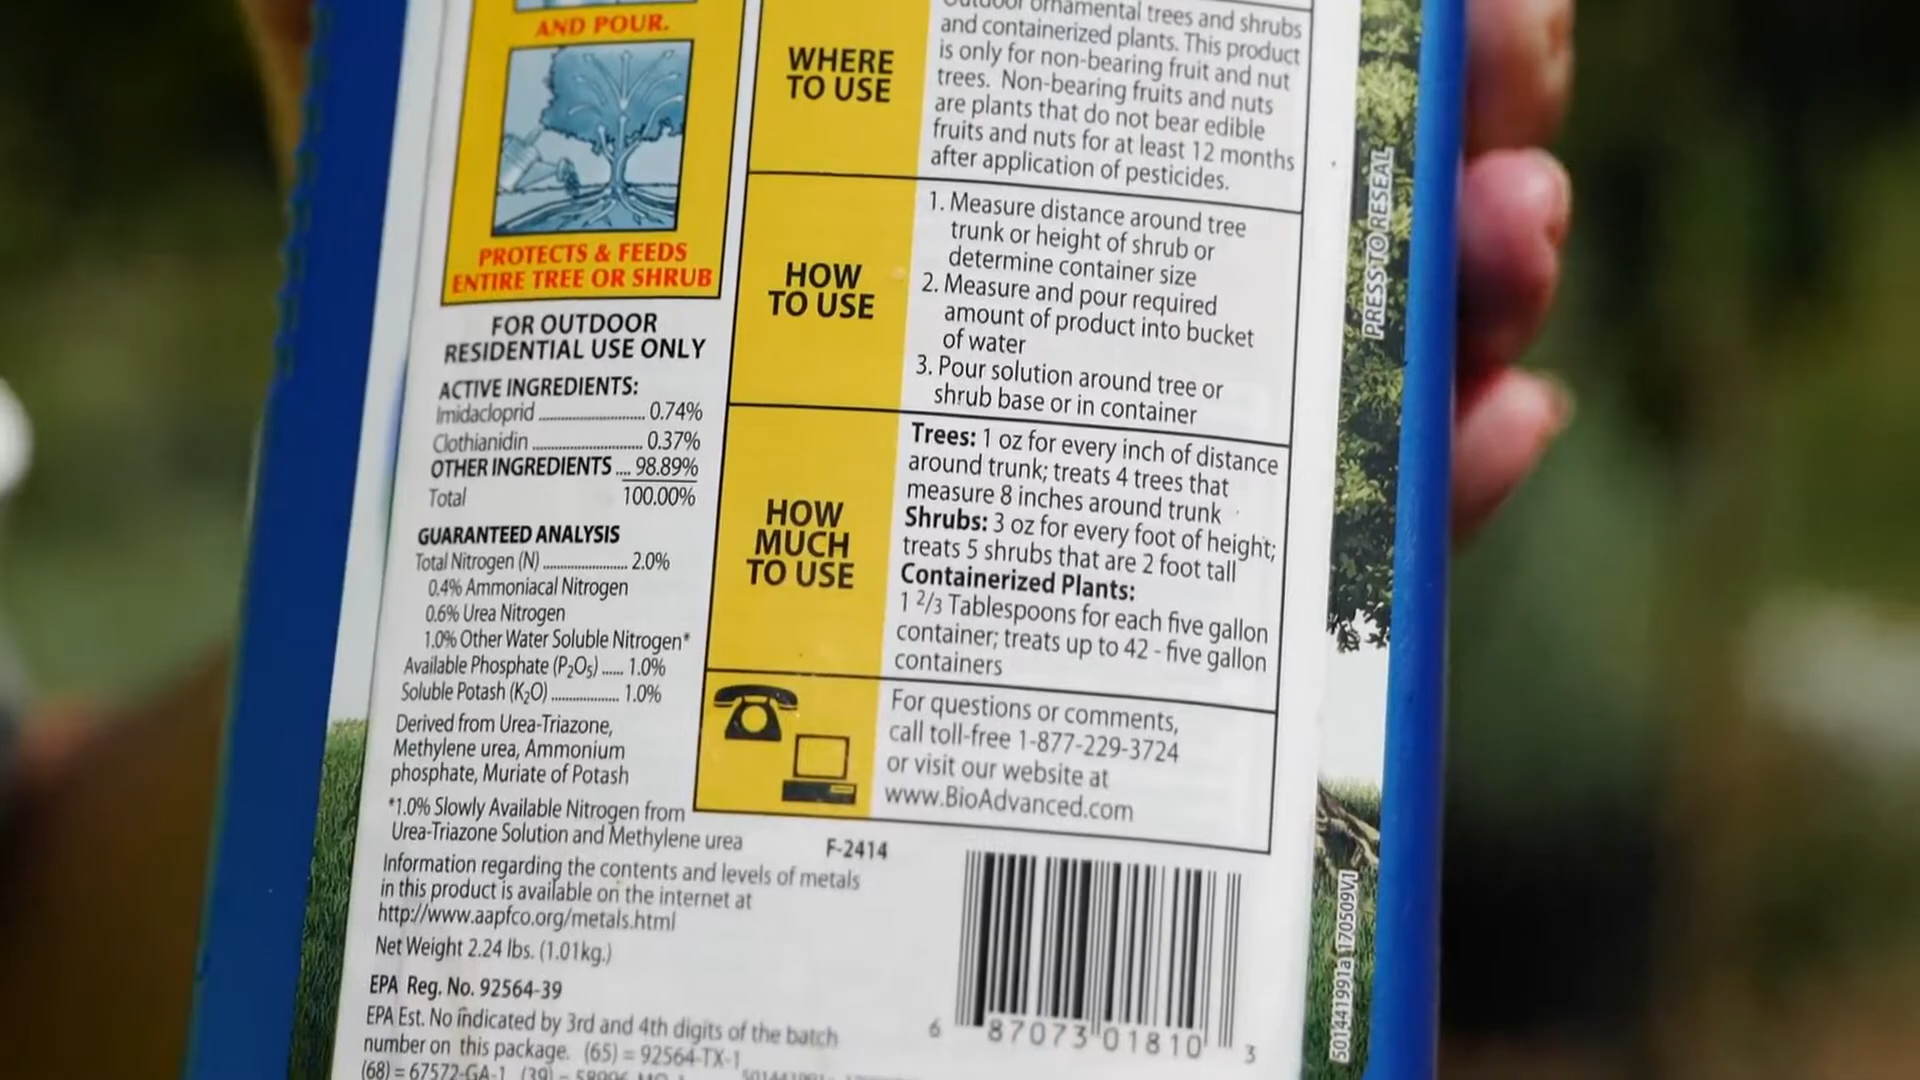 AND POUR.
PROTECTS & FEEDS
ENTIRE TREE OR SHRUB
FOR OUTDOOR
RESIDENTIAL USE ONLY
ACTIVE INGREDIENTS:
Imidacloprid ........................ 0.74%
Clothianidin ........................ 0.37%
OTHER INGREDIENTS .... 98.89%
Total 100.00%
GUARANTEED ANALYSIS
Total Nitrogen (N) ........................ 2.0%
0.4% Ammoniacal Nitrogen
0.6% Urea Nitrogen
1.0% Other Water Soluble Nitrogen*
Available Phosphate (P₂O₅) ...... 1.0%
Soluble Potash (K₂O) ................... 1.0%
Derived from Urea-Triazone,
Methylene urea, Ammonium
phosphate, Muriate of Potash
*1.0% Slowly Available Nitrogen from
Urea-Triazone Solution and Methylene urea
F-2414
Information regarding the contents and levels of metals
in this product is available on the internet at
http://www.aapfco.org/metals.html
Net Weight 2.24 lbs. (1.01kg.)
EPA Reg. No. 92564-39
EPA Est. No indicated by 3rd and 4th digits of the batch
number on this package. (65) = 92564-TX-1
(68) = 67572-GA-1 (39) =
WHERE
TO USE
Outdoor ornamental trees and shrubs
and containerized plants. This product
is only for non-bearing fruit and nut
trees. Non-bearing fruits and nuts
are plants that do not bear edible
fruits and nuts for at least 12 months
after application of pesticides.
HOW
TO USE
1. Measure distance around tree
trunk or height of shrub or
determine container size
2. Measure and pour required
amount of product into bucket
of water
3. Pour solution around tree or
shrub base or in container
HOW
MUCH
TO USE
Trees: 1 oz for every inch of distance
around trunk; treats 4 trees that
measure 8 inches around trunk
Shrubs: 3 oz for every foot of height;
treats 5 shrubs that are 2 foot tall
Containerized Plants:
1 2/3 Tablespoons for each five gallon
container; treats up to 42 - five gallon
containers
For questions or comments,
call toll-free 1-877-229-3724
or visit our website at
www.BioAdvanced.com
6 87073 01810 3
PRESS TO RESEAL
501441991a 170509V1